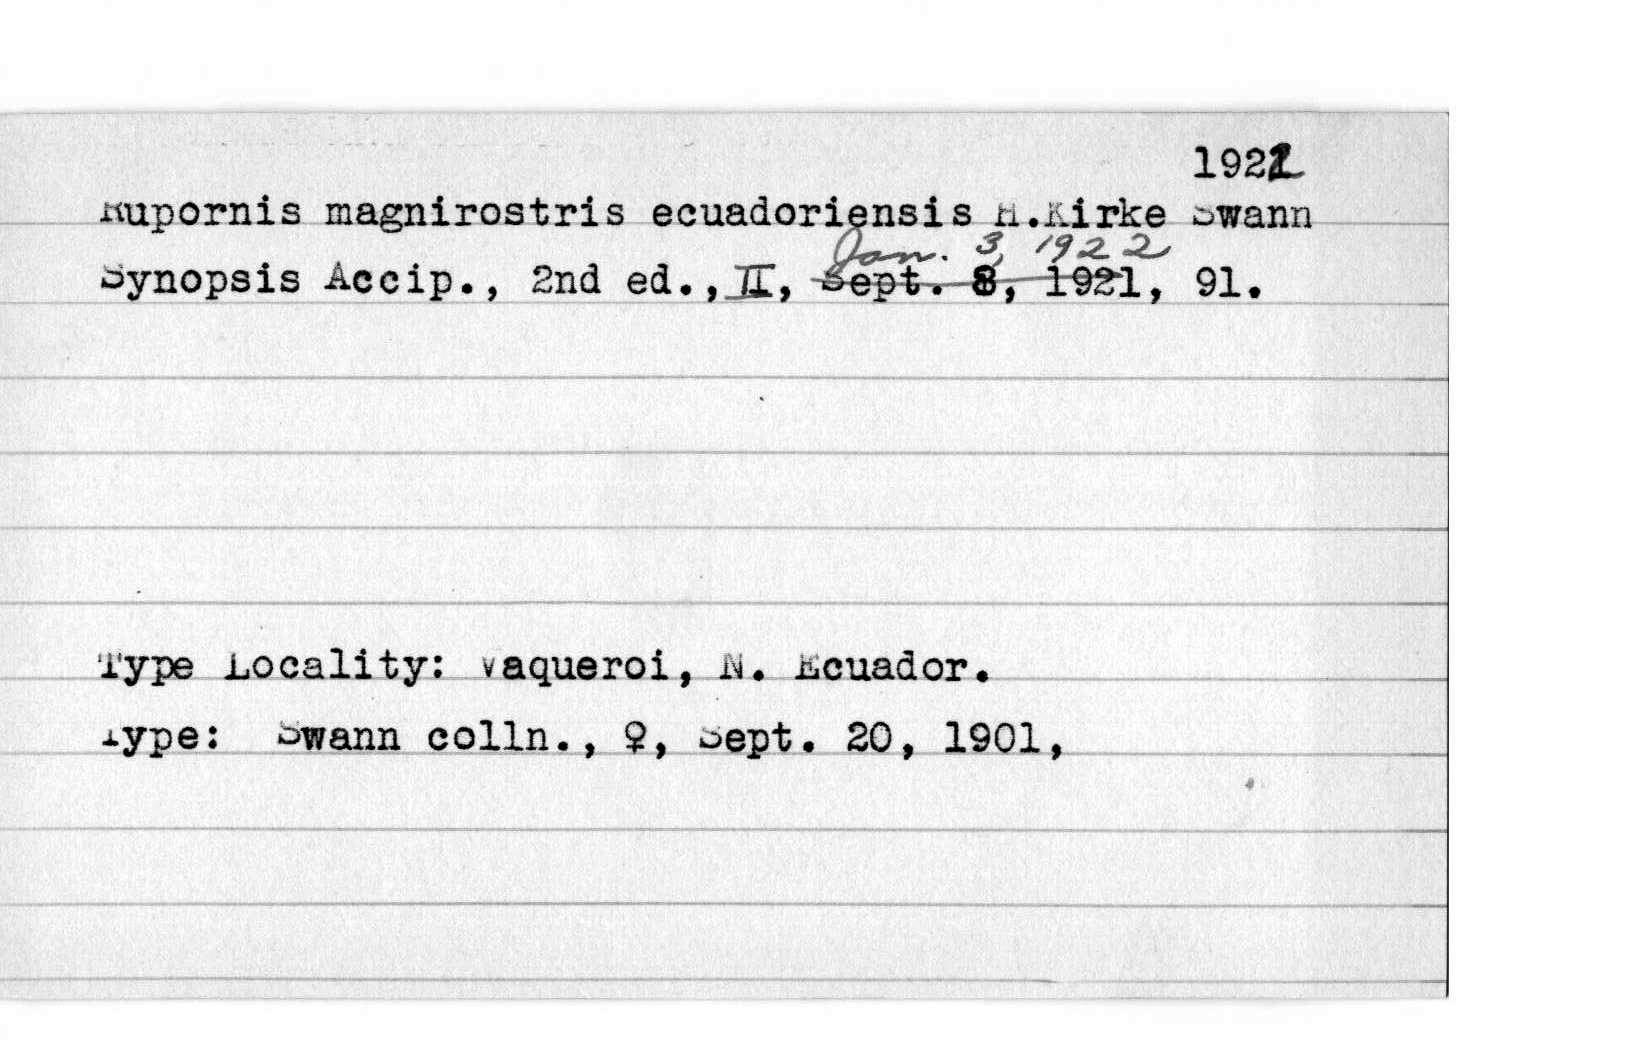 1922
Rupornis magnirostris ecuadoriensis H.Kirke Swann
Jan. 3, 1922
Synopsis Accip., 2nd ed., II, Sept. 8, 1921, 91.
Type Locality: Vaqueroi, N. Ecuador.
Type: Swann colln., ♀, Sept. 20, 1901,